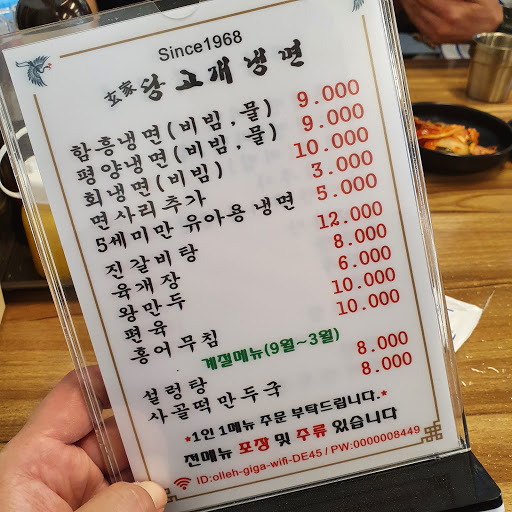 Since1968
玄家 당고개냉면
함흥냉면(비빔,물) 9.000
평양냉면(비빔,물) 9.000
회냉면(비빔) 10.000
면사리추가 3.000
5세미만 유아용 냉면 5.000
진갈비탕 12.000
육개장 8.000
왕만두 6.000
편육 10.000
홍어무침 10.000
계절메뉴(9월~3월)
설렁탕 8.000
사골떡만두국 8.000
*1인 1메뉴 주문 부탁드립니다.*
전메뉴 포장 및 주류 있습니다
ID:olleh-giga-wifi-DE45 / PW:0000008449